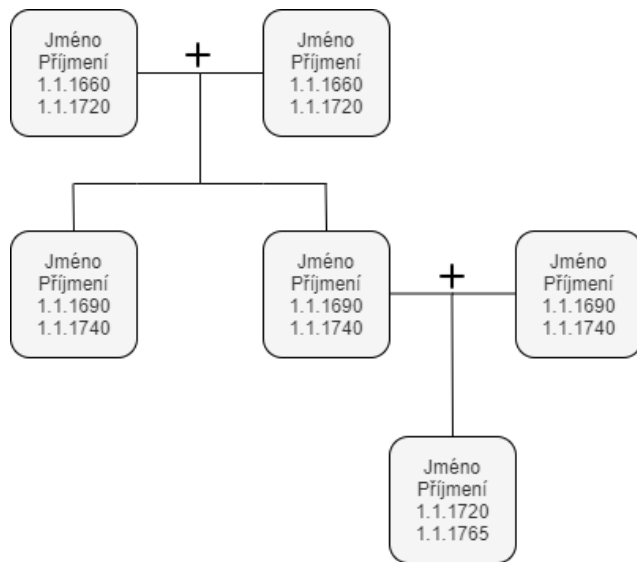 Jméno
Příjmení
1.1.1660
1.1.1720
+
Jméno
Příjmení
1.1.1660
1.1.1720
Jméno
Příjmení
1.1.1690
1.1.1740
Jméno
Příjmení
1.1.1690
1.1.1740
+
Jméno
Příjmení
1.1.1690
1.1.1740
Jméno
Příjmení
1.1.1720
1.1.1765